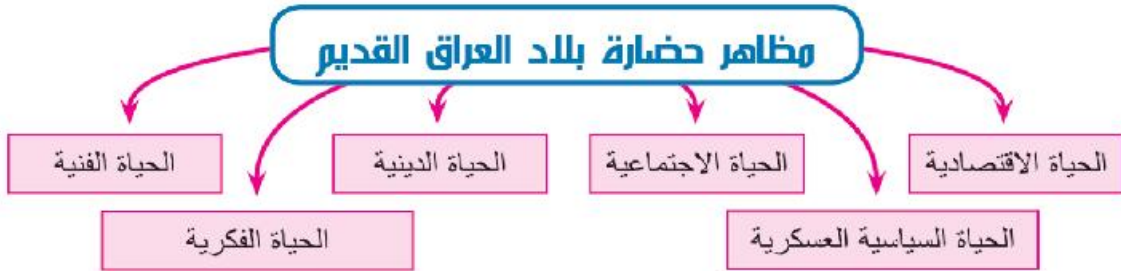 مظاهر حضارة بلاد العراق القديم
الحياة الاقتصادية
الحياة الاجتماعية
الحياة الدينية
الحياة الفنية
الحياة السياسية العسكرية
الحياة الفكرية